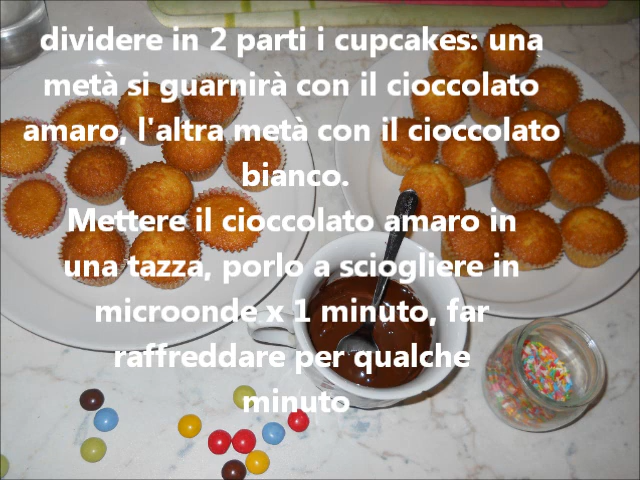 dividere in 2 parti i cupcakes: una
metà si guarnirà con il cioccolato
amaro, l'altra metà con il cioccolato
bianco.
Mettere il cioccolato amaro in
una tazza, porlo a sciogliere in
microonde x 1 minuto, far
raffreddare per qualche
minuto